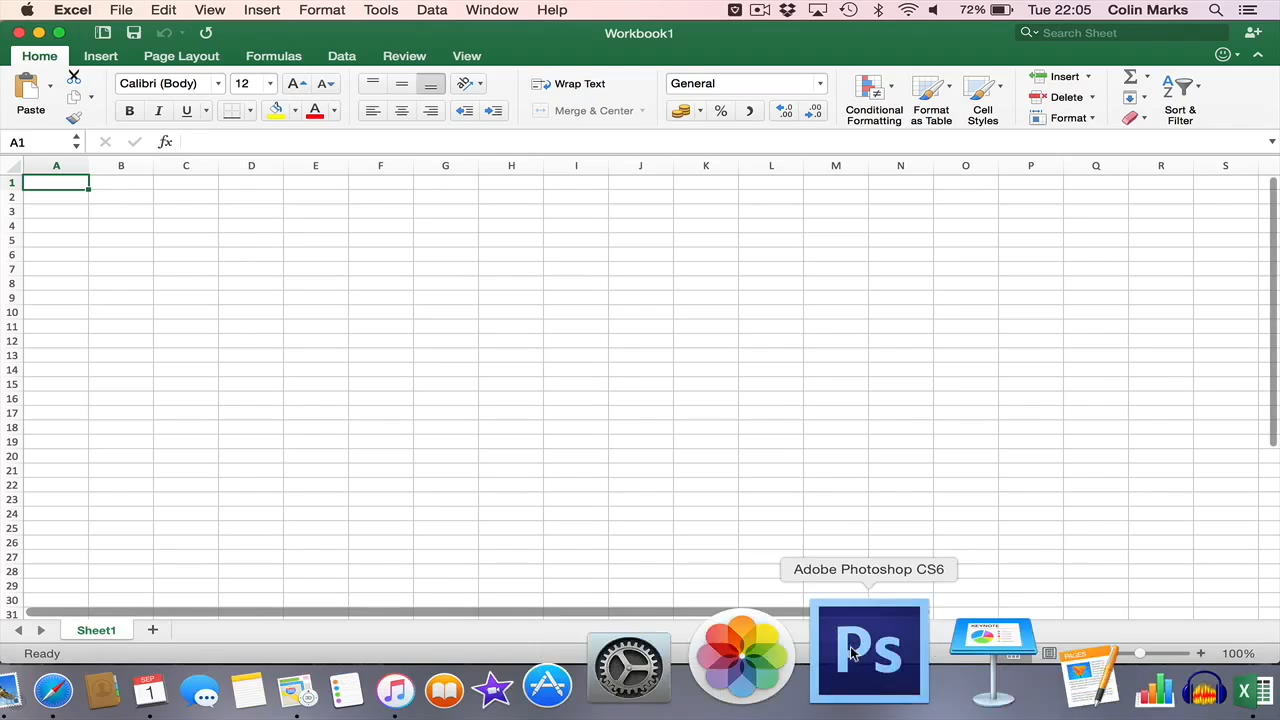 Excel File Edit View Insert Format Tools Data Window Help 72% Tue 22:05 Colin Marks
Workbook1 Search Sheet
Home Insert Page Layout Formulas Data Review View
Paste Calibri (Body) 12 Wrap Text General Insert
B I U A Merge & Center % Conditional Formatting Format as Table Cell Styles Delete Sort & Filter
Format
A1 fx
A B C D E F G H I J K L M N O P Q R S
1
2
3
4
5
6
7
8
9
10
11
12
13
14
15
16
17
18
19
20
21
22
23
24
25
26
27
28
29
30
31
Adobe Photoshop CS6
Sheet1
Ready 100%
Ps
KEYNOTE
PAGES
SEP
1